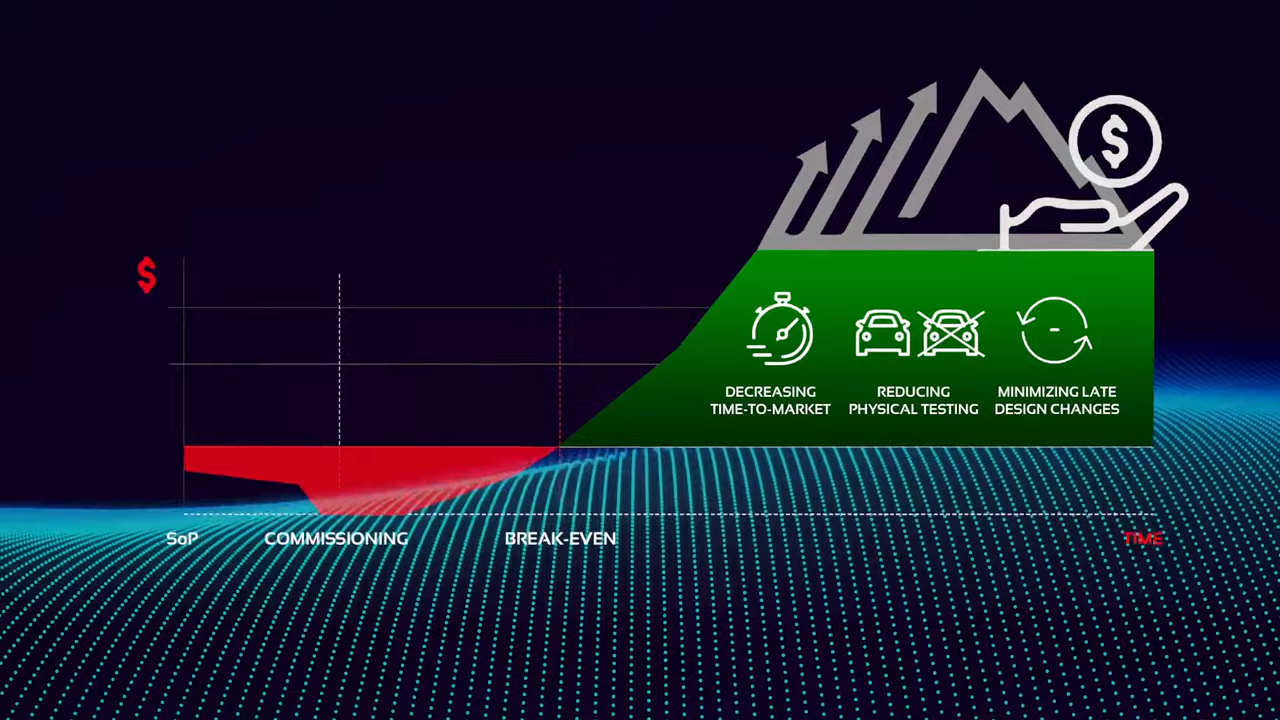 $
$
DECREASING
TIME-TO-MARKET
REDUCING
PHYSICAL TESTING
MINIMIZING LATE
DESIGN CHANGES
SoP
COMMISSIONING
BREAK-EVEN
TIME